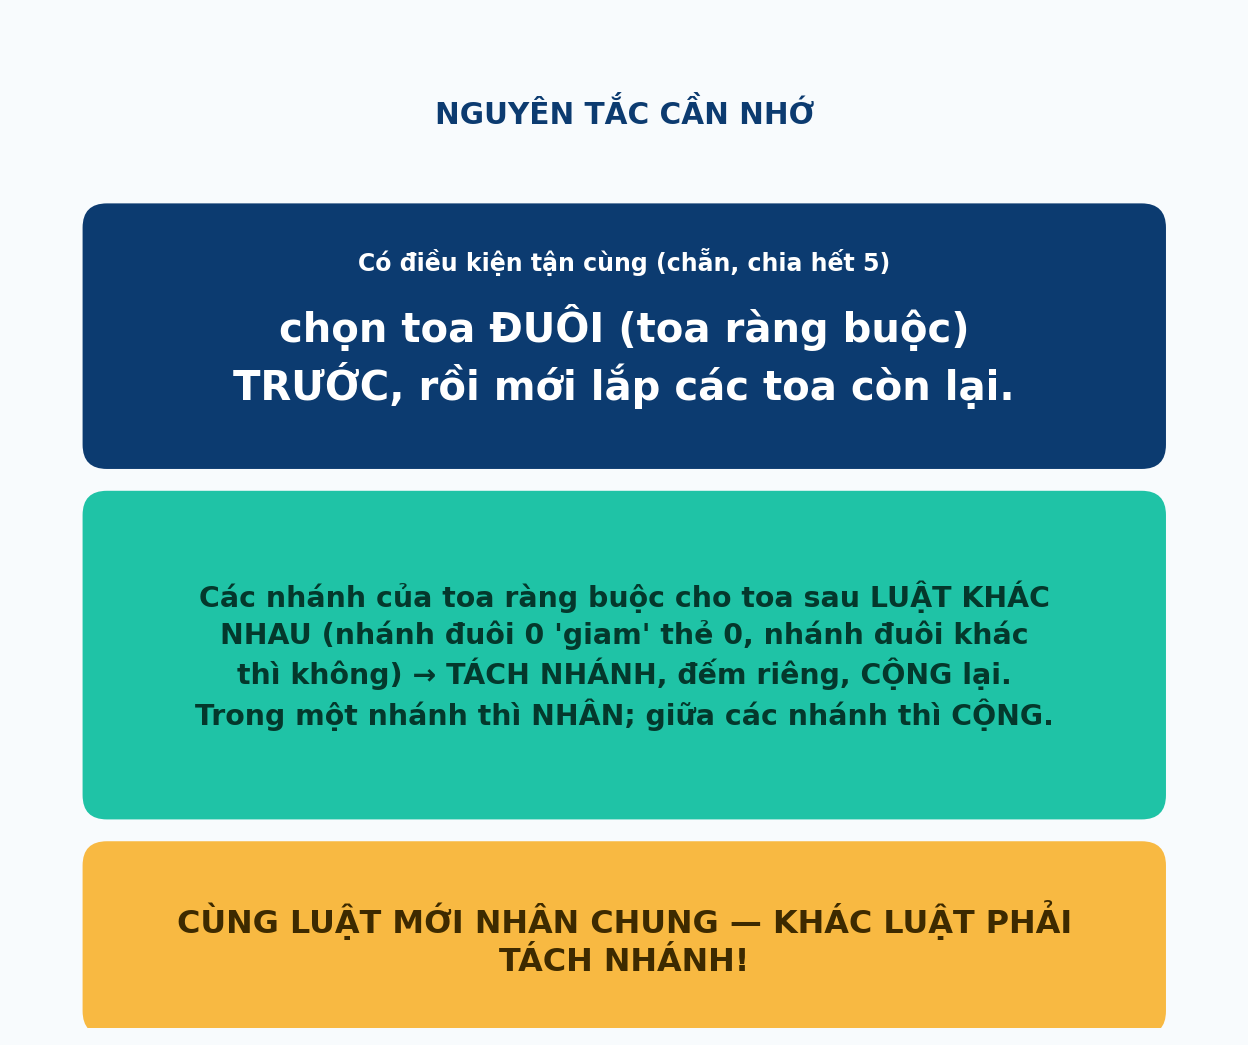 NGUYÊN TẮC CẦN NHỚ
Có điều kiện tận cùng (chẵn, chia hết 5)
chọn toa ĐUÔI (toa ràng buộc)
TRƯỚC, rồi mới lắp các toa còn lại.
Các nhánh của toa ràng buộc cho toa sau LUẬT KHÁC
NHAU (nhánh đuôi 0 'giam' thẻ 0, nhánh đuôi khác
thì không) → TÁCH NHÁNH, đếm riêng, CỘNG lại.
Trong một nhánh thì NHÂN; giữa các nhánh thì CỘNG.
CÙNG LUẬT MỚI NHÂN CHUNG — KHÁC LUẬT PHẢI
TÁCH NHÁNH!